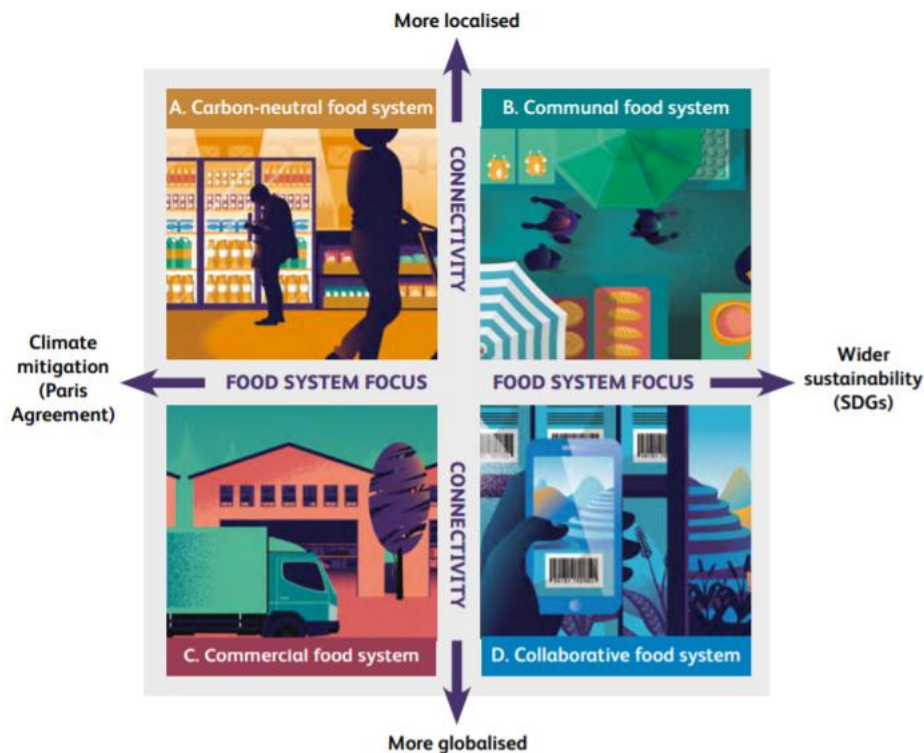 More localised
A. Carbon-neutral food system
B. Communal food system
CONNECTIVITY
Climate
mitigation
(Paris
Agreement)
FOOD SYSTEM FOCUS
FOOD SYSTEM FOCUS
Wider
sustainability
(SDGs)
CONNECTIVITY
C. Commercial food system
D. Collaborative food system
More globalised